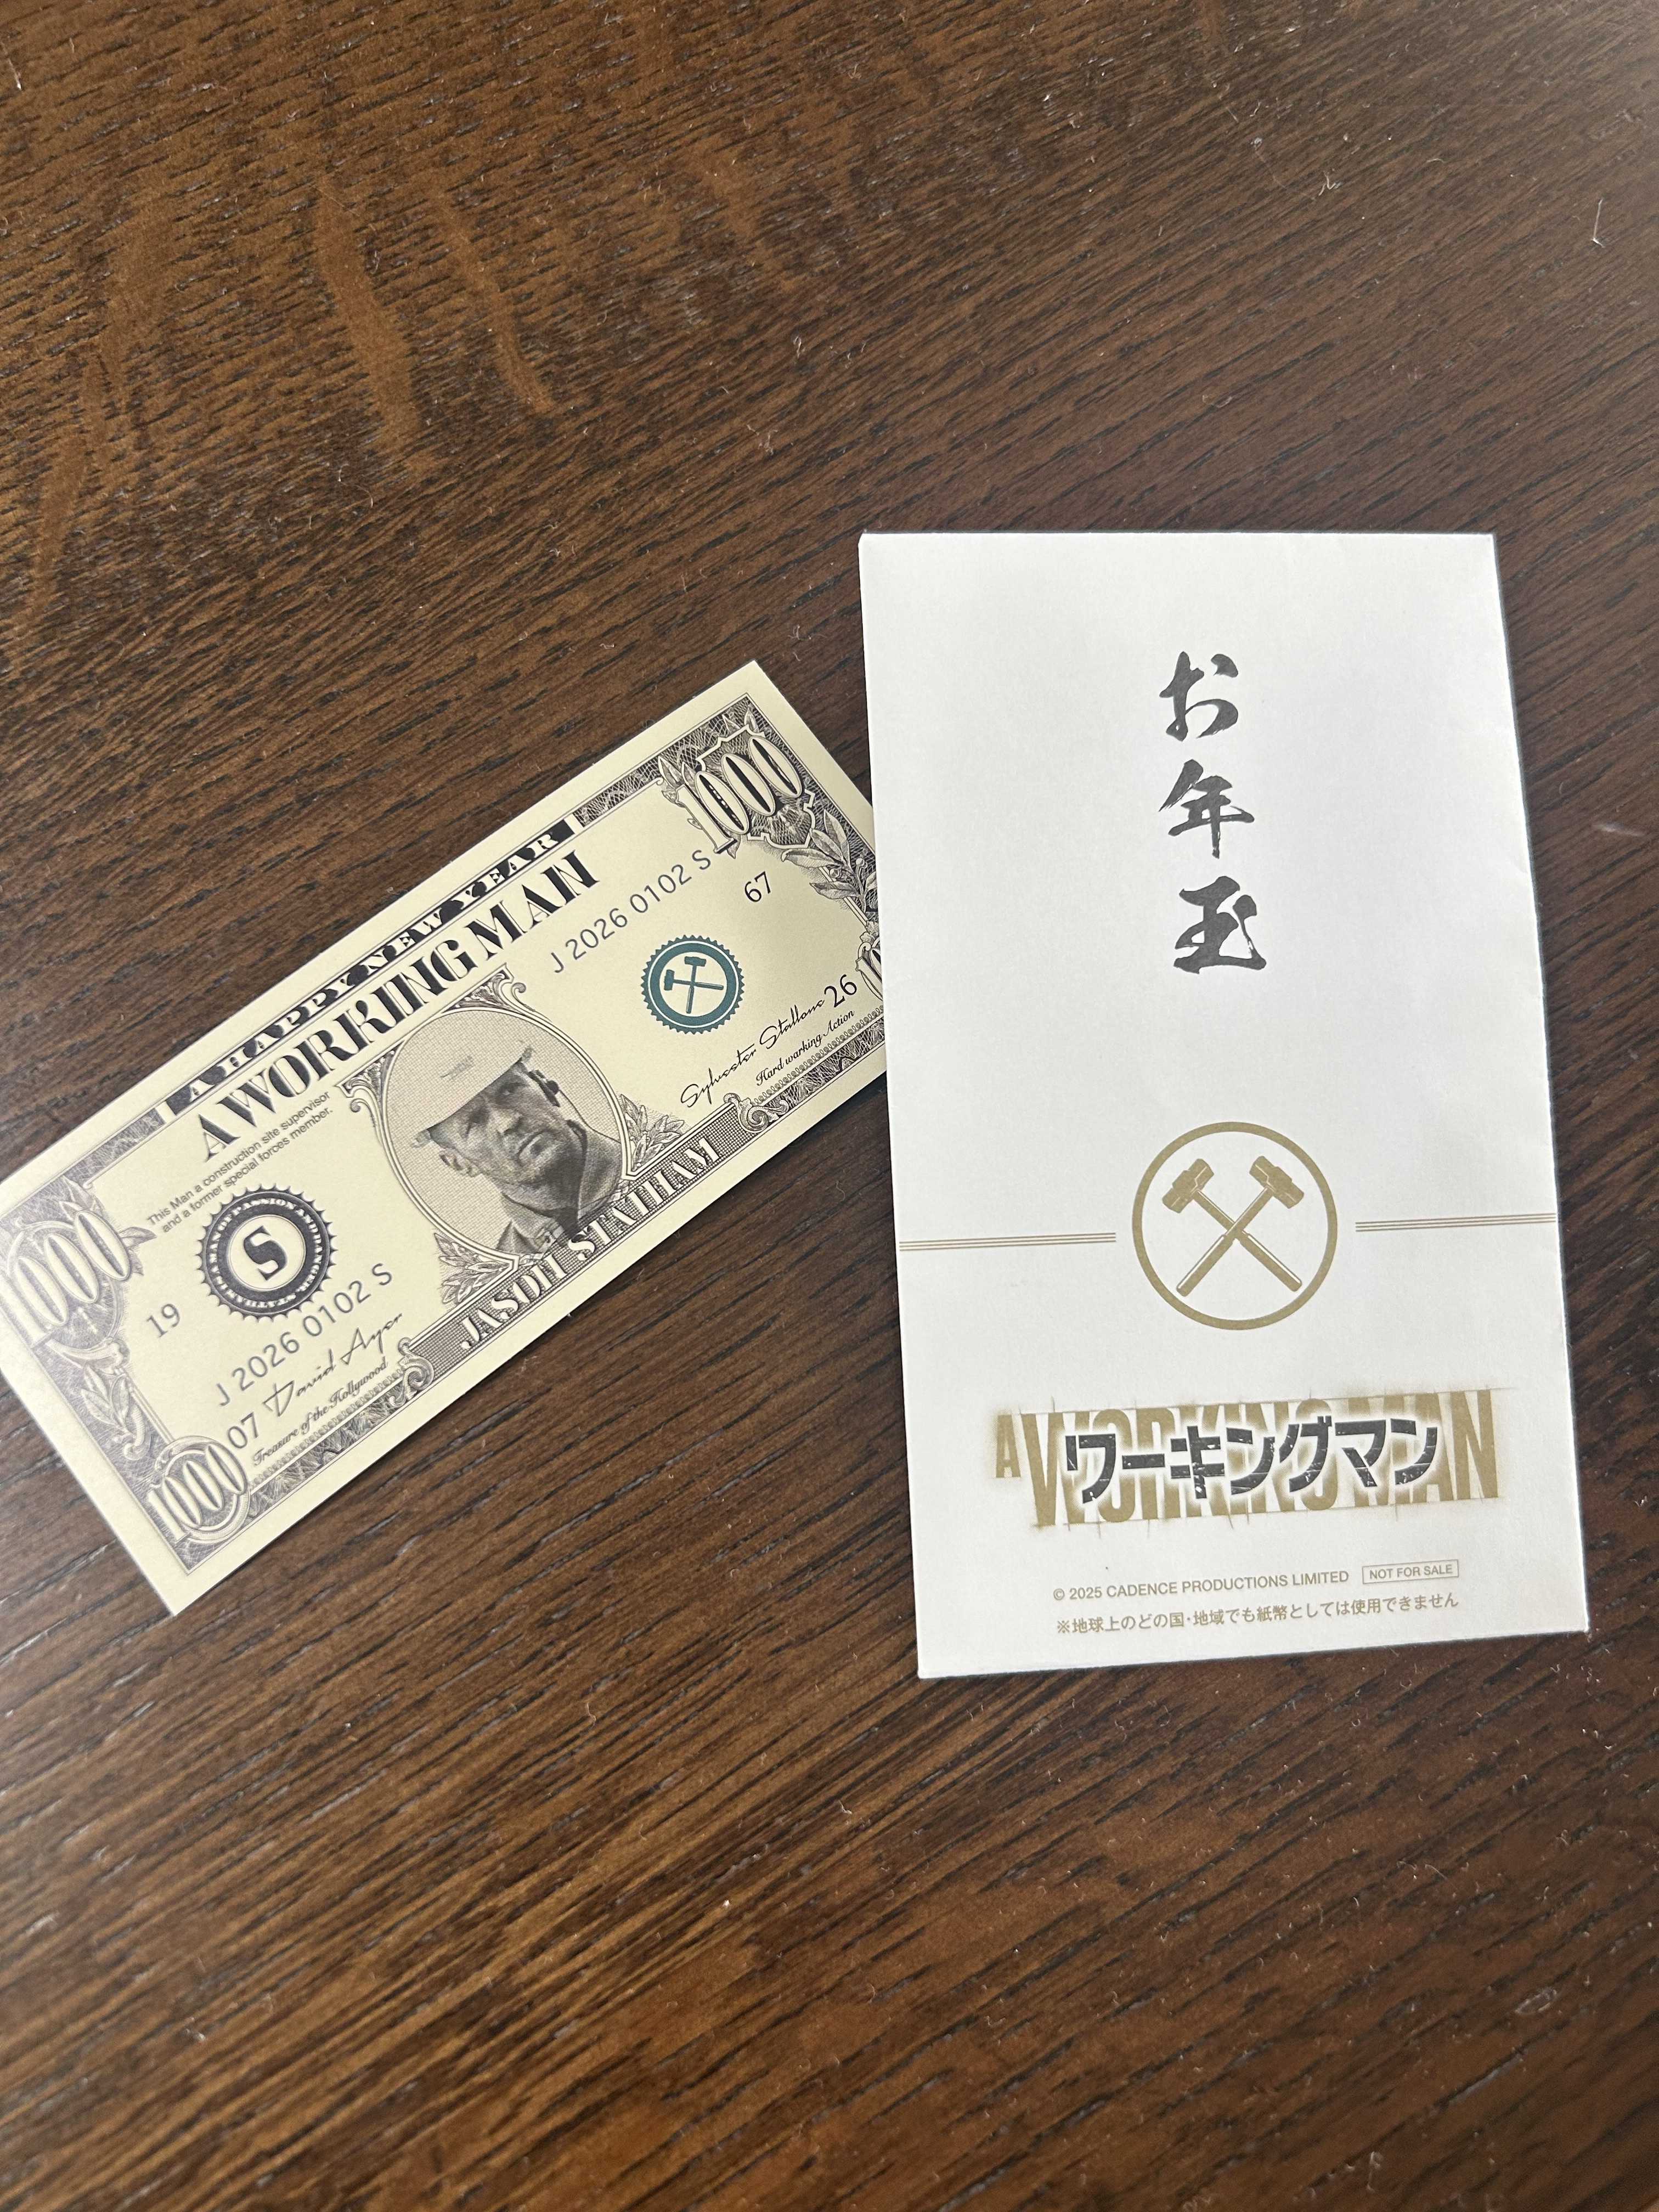 A HAPPY NEW YEAR
A WORKING MAN
1000
1000
This Man a construction site supervisor
and a former special forces member.
J 2026 0102 S
67
S
19
J 2026 0102 S
26
Sylvester Stallone
Hard working Action
07
David Ayer
Treasure of the Hollywood
1000
JASON STATHAM
お年玉
A WORKING MAN
ワーキングマン
© 2025 CADENCE PRODUCTIONS LIMITED NOT FOR SALE
※地球上のどの国・地域でも紙幣としては使用できません